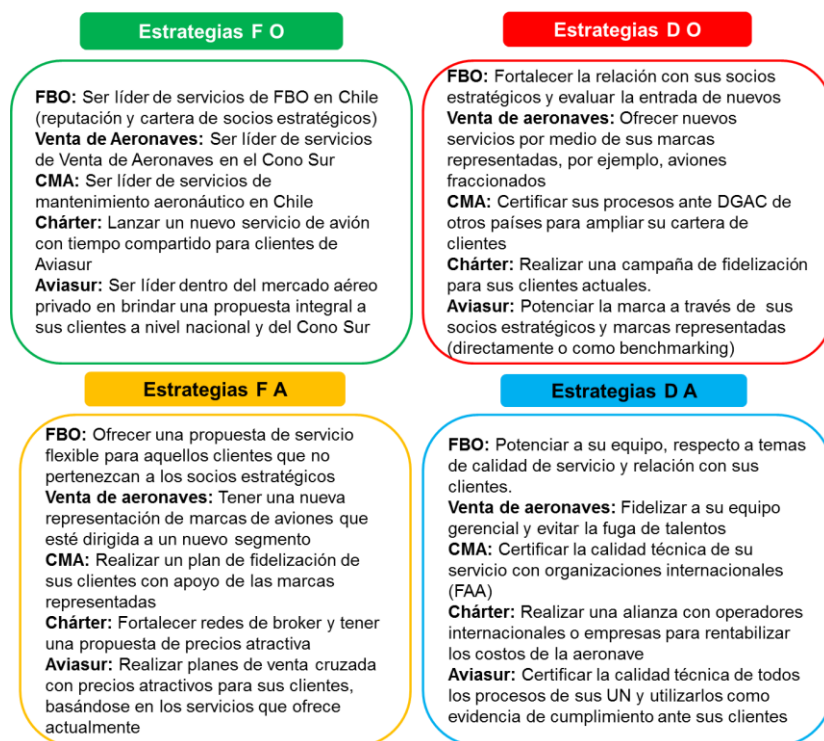 Estrategias F O
FBO: Ser líder de servicios de FBO en Chile
(reputación y cartera de socios estratégicos)
Venta de Aeronaves: Ser líder de servicios
de Venta de Aeronaves en el Cono Sur
CMA: Ser líder de servicios de
mantenimiento aeronáutico en Chile
Chárter: Lanzar un nuevo servicio de avión
con tiempo compartido para clientes de
Aviasur
Aviasur: Ser líder dentro del mercado aéreo
privado en brindar una propuesta integral a
sus clientes a nivel nacional y del Cono Sur
Estrategias D O
FBO: Fortalecer la relación con sus socios
estratégicos y evaluar la entrada de nuevos
Venta de aeronaves: Ofrecer nuevos
servicios por medio de sus marcas
representadas, por ejemplo, aviones
fraccionados
CMA: Certificar sus procesos ante DGAC de
otros países para ampliar su cartera de
clientes
Chárter: Realizar una campaña de fidelización
para sus clientes actuales.
Aviasur: Potenciar la marca a través de sus
socios estratégicos y marcas representadas
(directamente o como benchmarking)
Estrategias F A
FBO: Ofrecer una propuesta de servicio
flexible para aquellos clientes que no
pertenezcan a los socios estratégicos
Venta de aeronaves: Tener una nueva
representación de marcas de aviones que
esté dirigida a un nuevo segmento
CMA: Realizar un plan de fidelización de
sus clientes con apoyo de las marcas
representadas
Chárter: Fortalecer redes de broker y tener
una propuesta de precios atractiva
Aviasur: Realizar planes de venta cruzada
con precios atractivos para sus clientes,
basándose en los servicios que ofrece
actualmente
Estrategias D A
FBO: Potenciar a su equipo, respecto a temas
de calidad de servicio y relación con sus
clientes.
Venta de aeronaves: Fidelizar a su equipo
gerencial y evitar la fuga de talentos
CMA: Certificar la calidad técnica de su
servicio con organizaciones internacionales
(FAA)
Chárter: Realizar una alianza con operadores
internacionales o empresas para rentabilizar
los costos de la aeronave
Aviasur: Certificar la calidad técnica de todos
los procesos de sus UN y utilizarlos como
evidencia de cumplimiento ante sus clientes